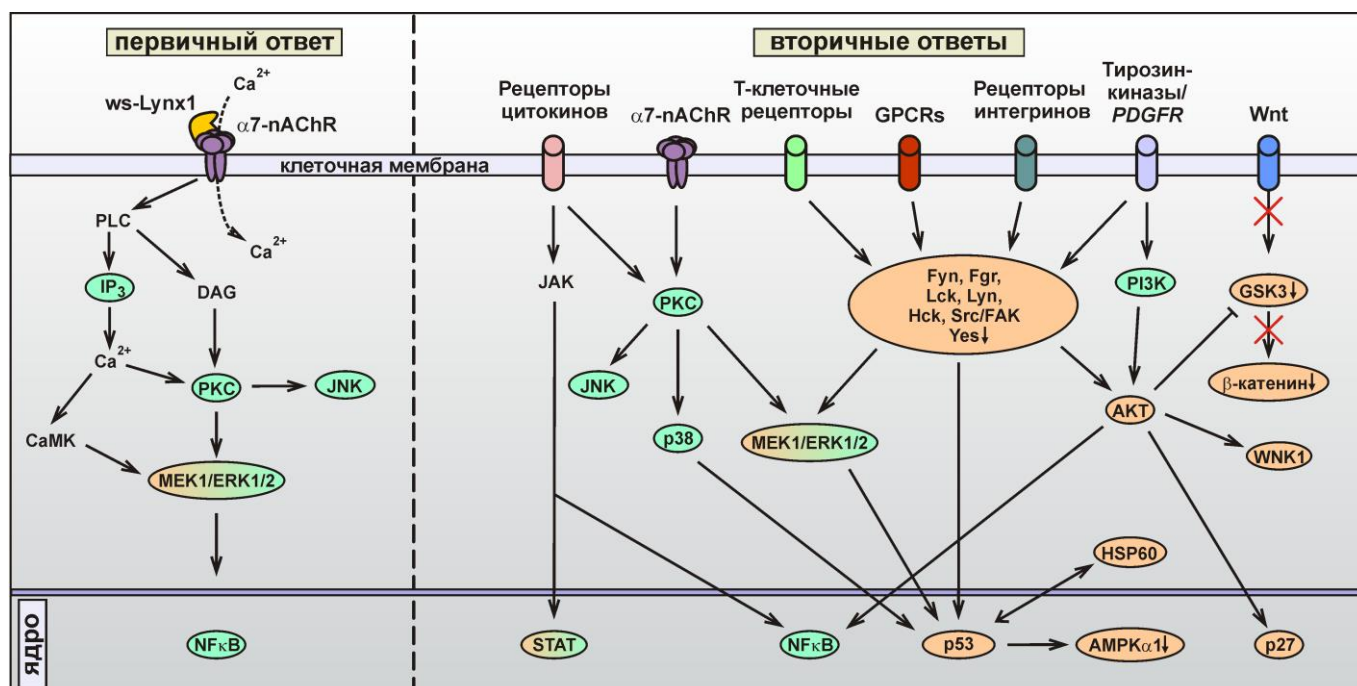 первичный ответ
Ca2+
ws-Lynx1
α7-nAChR
клеточная мембрана
PLC
Ca2+
IP3
DAG
Ca2+
PKC
JNK
CaMK
MEK1/ERK1/2
NFκB
ядро
вторичные ответы
Рецепторы
цитокинов
α7-nAChR
Т-клеточные
рецепторы
GPCRs
Рецепторы
интегринов
Тирозин-
киназы/
PDGFR
Wnt
JAK
PKC
Fyn, Fgr,
Lck, Lyn,
Hck, Src/FAK
Yes↓
PI3K
GSK3↓
JNK
β-катенин↓
p38
MEK1/ERK1/2
AKT
WNK1
HSP60
STAT
NFκB
p53
AMPKα1↓
p27